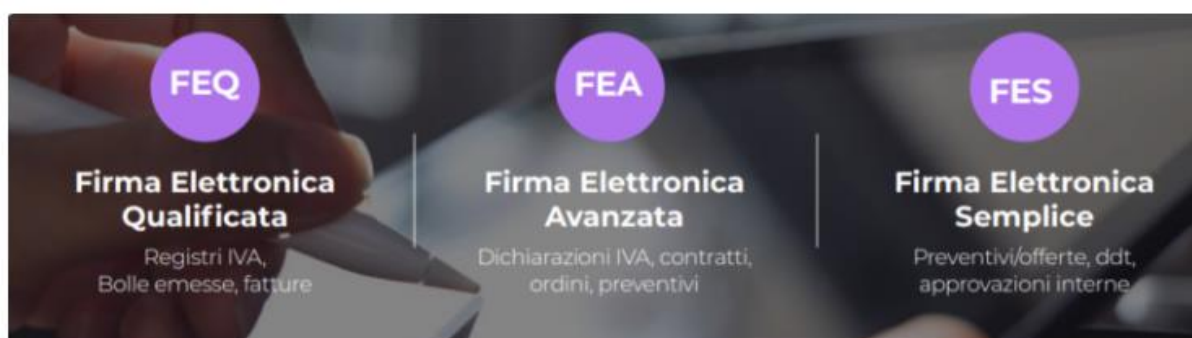 FEQ
Firma Elettronica
Qualificata
Registri IVA,
Bolle emesse, fatture
FEA
Firma Elettronica
Avanzata
Dichiarazioni IVA, contratti,
ordini, preventivi
FES
Firma Elettronica
Semplice
Preventivi/offerte, ddt,
approvazioni interne